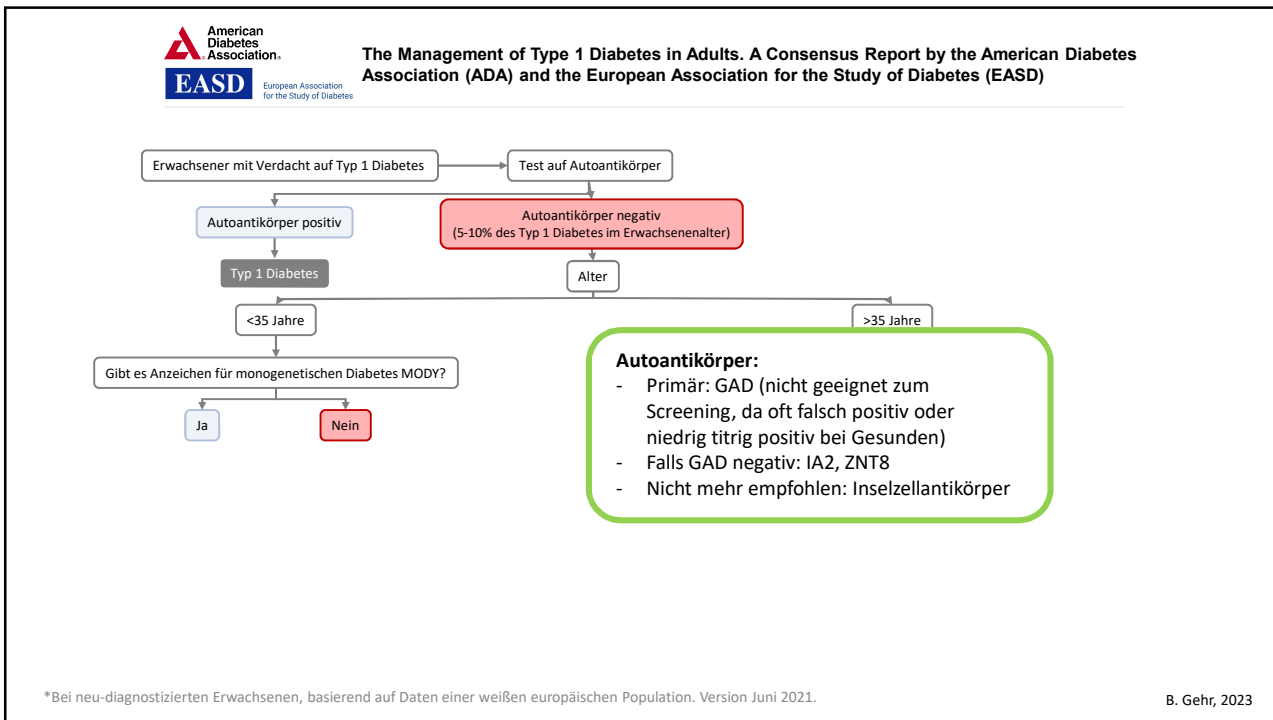 American
Diabetes
Association.
EASD
European Association
for the Study of Diabetes
The Management of Type 1 Diabetes in Adults. A Consensus Report by the American Diabetes
Association (ADA) and the European Association for the Study of Diabetes (EASD)
Erwachsener mit Verdacht auf Typ 1 Diabetes
Test auf Autoantikörper
Autoantikörper positiv
Autoantikörper negativ
(5-10% des Typ 1 Diabetes im Erwachsenenalter)
Typ 1 Diabetes
Alter
<35 Jahre
>35 Jahre
Gibt es Anzeichen für monogenetischen Diabetes MODY?
Ja
Nein
Autoantikörper:
- Primär: GAD (nicht geeignet zum
Screening, da oft falsch positiv oder
niedrig titrig positiv bei Gesunden)
- Falls GAD negativ: IA2, ZNT8
- Nicht mehr empfohlen: Inselzellantikörper
*Bei neu-diagnostizierten Erwachsenen, basierend auf Daten einer weißen europäischen Population. Version Juni 2021.
B. Gehr, 2023